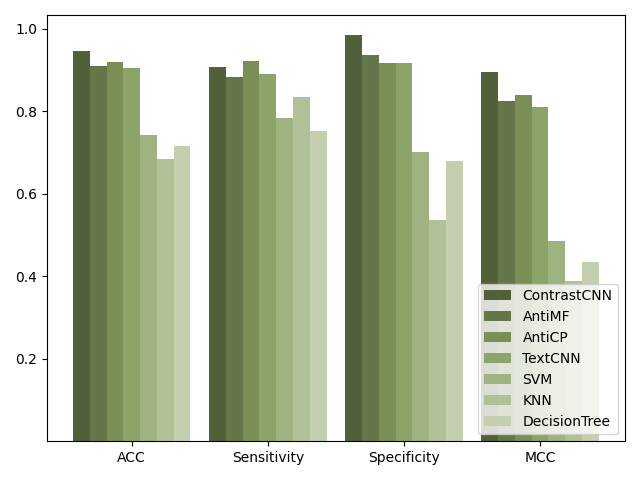 1.0
0.8
0.6
0.4
0.2
ACC
Sensitivity
Specificity
MCC
ContrastCNN
AntiMF
AntiCP
TextCNN
SVM
KNN
DecisionTree